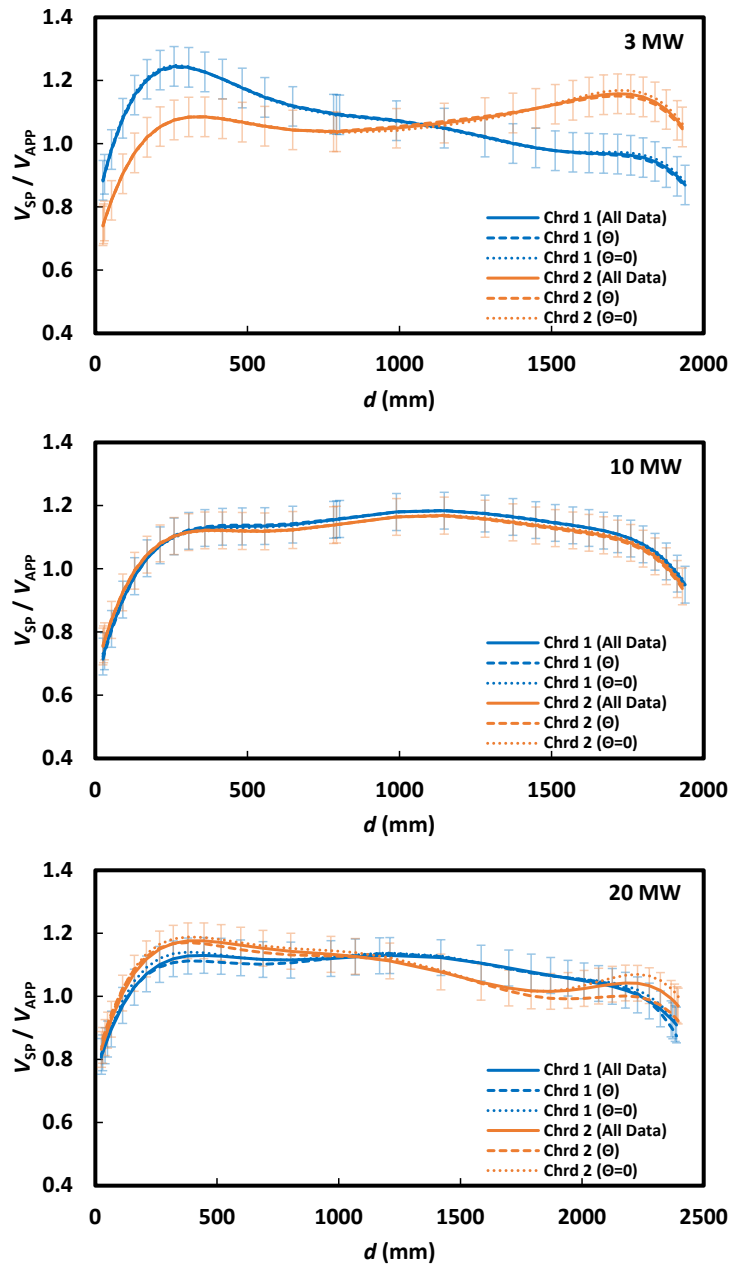 1.4
3 MW
1.2
1.0
0.8
0.6
0.4
V_SP / V_APP
Chrd 1 (All Data)
Chrd 1 (Θ)
Chrd 1 (Θ=0)
Chrd 2 (All Data)
Chrd 2 (Θ)
Chrd 2 (Θ=0)
0 500 1000 1500 2000
d (mm)
1.4
10 MW
1.2
1.0
0.8
0.6
0.4
V_SP / V_APP
Chrd 1 (All Data)
Chrd 1 (Θ)
Chrd 1 (Θ=0)
Chrd 2 (All Data)
Chrd 2 (Θ)
Chrd 2 (Θ=0)
0 500 1000 1500 2000
d (mm)
1.4
20 MW
1.2
1.0
0.8
0.6
0.4
V_SP / V_APP
Chrd 1 (All Data)
Chrd 1 (Θ)
Chrd 1 (Θ=0)
Chrd 2 (All Data)
Chrd 2 (Θ)
Chrd 2 (Θ=0)
0 500 1000 1500 2000 2500
d (mm)